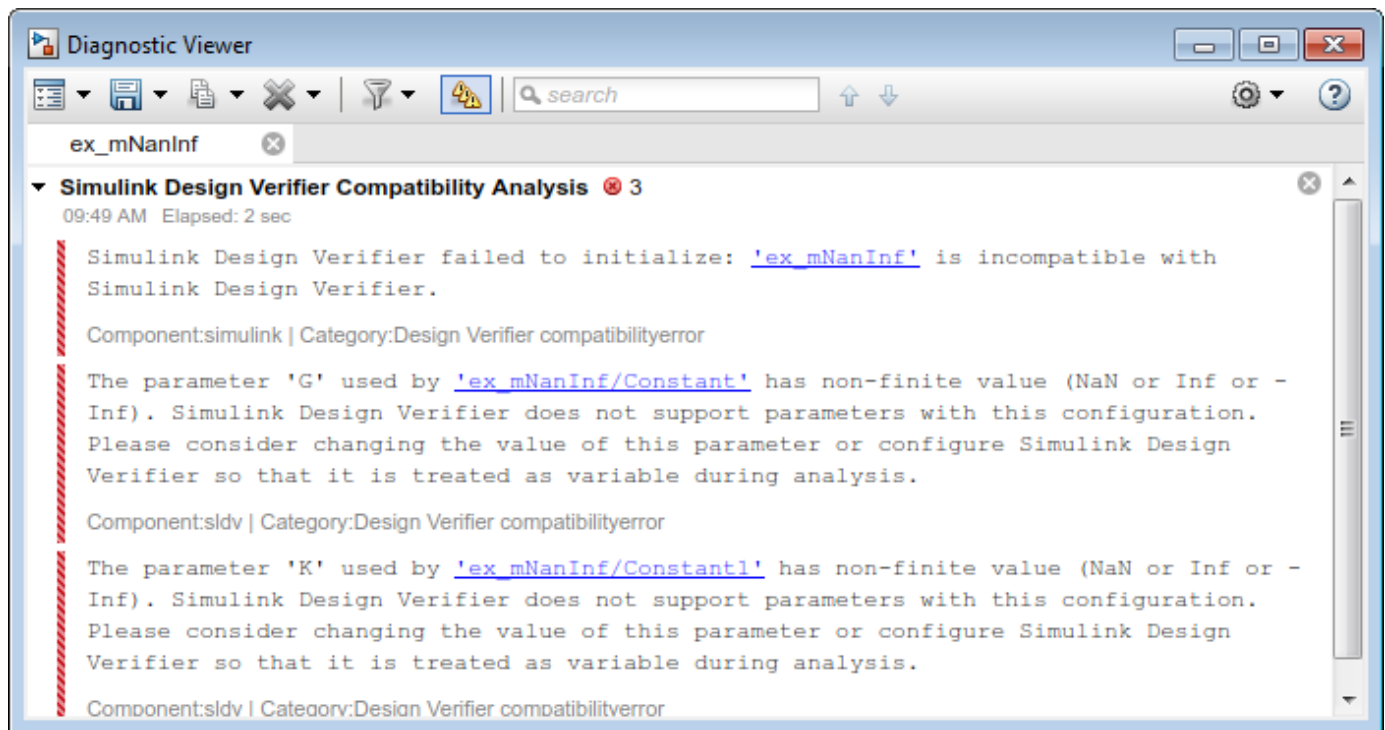 Diagnostic Viewer
search
ex_mNanInf
Simulink Design Verifier Compatibility Analysis 3
09:49 AM Elapsed: 2 sec
Simulink Design Verifier failed to initialize: 'ex_mNanInf' is incompatible with
Simulink Design Verifier.
Component:simulink | Category:Design Verifier compatibilityerror
The parameter 'G' used by 'ex_mNanInf/Constant' has non-finite value (NaN or Inf or -
Inf). Simulink Design Verifier does not support parameters with this configuration.
Please consider changing the value of this parameter or configure Simulink Design
Verifier so that it is treated as variable during analysis.
Component:sldv | Category:Design Verifier compatibilityerror
The parameter 'K' used by 'ex_mNanInf/Constant1' has non-finite value (NaN or Inf or -
Inf). Simulink Design Verifier does not support parameters with this configuration.
Please consider changing the value of this parameter or configure Simulink Design
Verifier so that it is treated as variable during analysis.
Component:sldv | Category:Design Verifier compatibilityerror